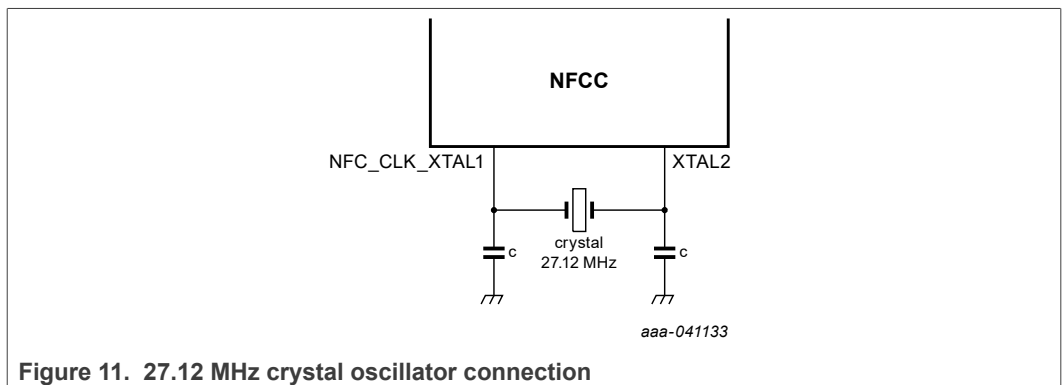 NFCC
NFC_CLK_XTAL1
XTAL2
crystal
27.12 MHz
c
c
aaa-041133
Figure 11. 27.12 MHz crystal oscillator connection